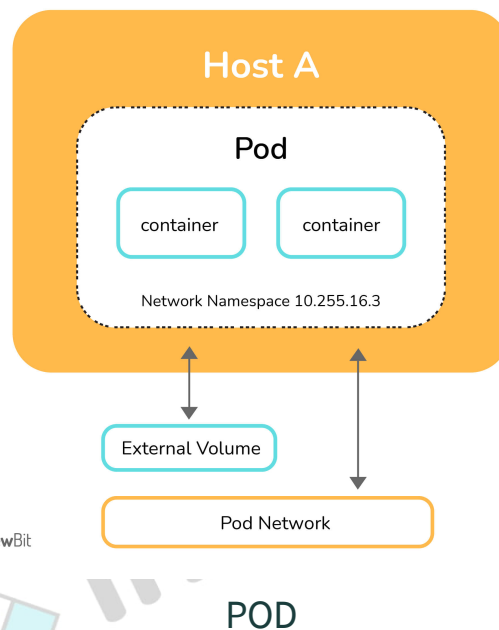 Host A
Pod
container container
Network Namespace 10.255.16.3
External Volume
Pod Network
wBit
POD